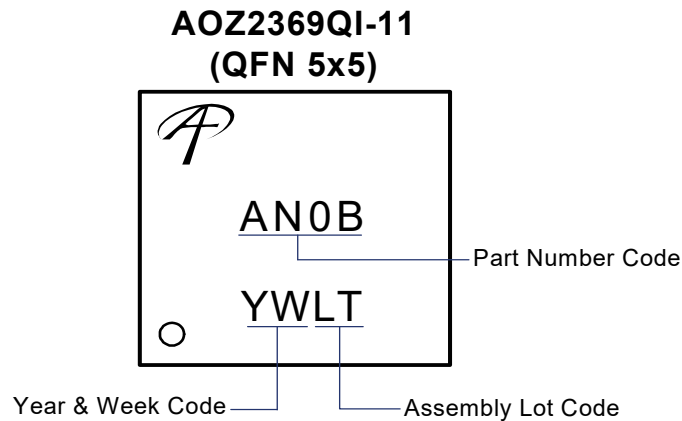 AOZ2369QI-11
(QFN 5x5)
AN0B
Part Number Code
YWLT
Year & Week Code
Assembly Lot Code